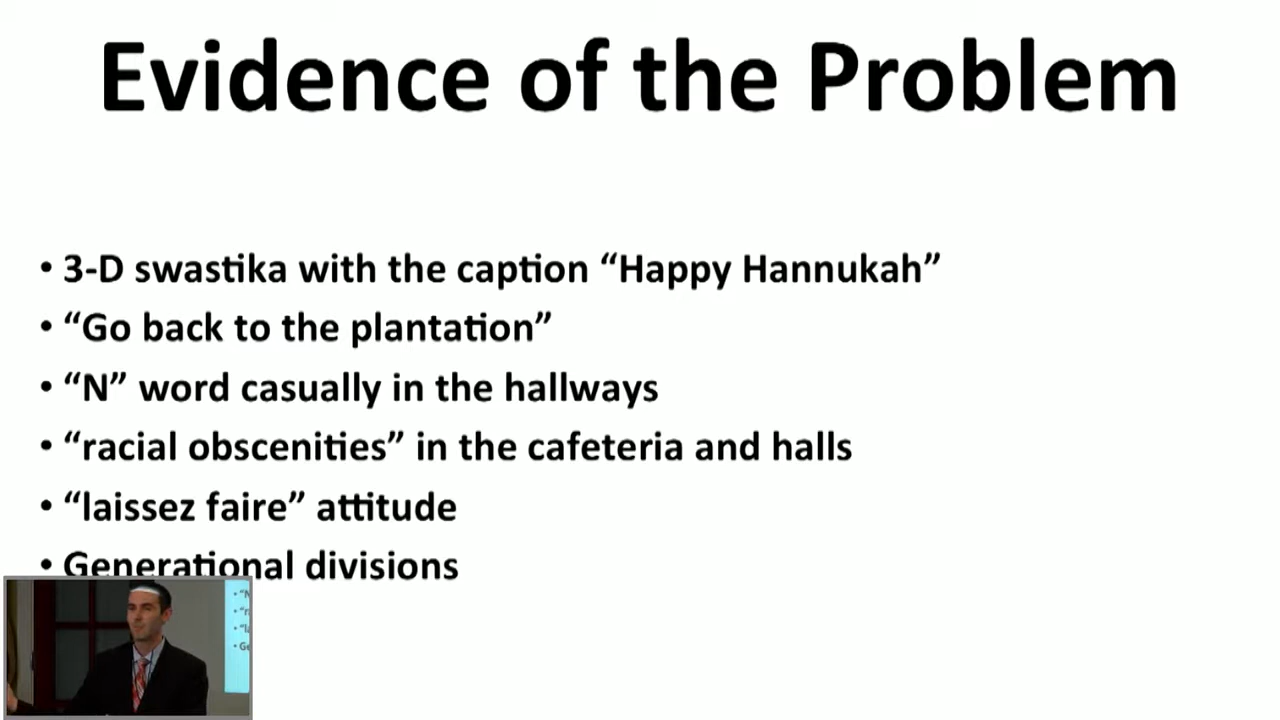 Evidence of the Problem
• 3-D swastika with the caption “Happy Hannukah”
• “Go back to the plantation”
• “N” word casually in the hallways
• “racial obscenities” in the cafeteria and halls
• “laissez faire” attitude
• Generational divisions